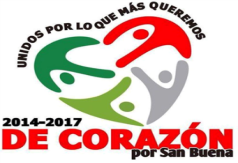 UNIDOS POR LO QUE MÁS QUEREMOS
2014-2017
DE CORAZÓN
por San Buena